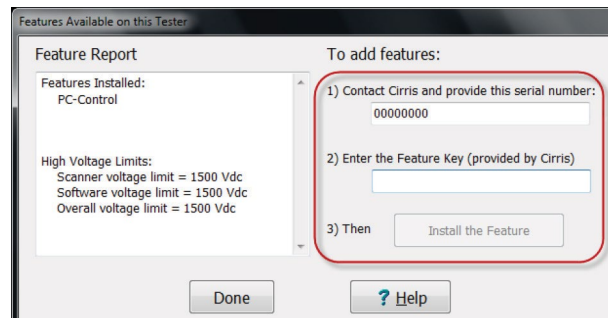 Features Available on this Tester
Feature Report
Features Installed:
PC-Control
High Voltage Limits:
Scanner voltage limit = 1500 Vdc
Software voltage limit = 1500 Vdc
Overall voltage limit = 1500 Vdc
Done
To add features:
1) Contact Cirris and provide this serial number:
00000000
2) Enter the Feature Key (provided by Cirris)
3) Then Install the Feature
? Help